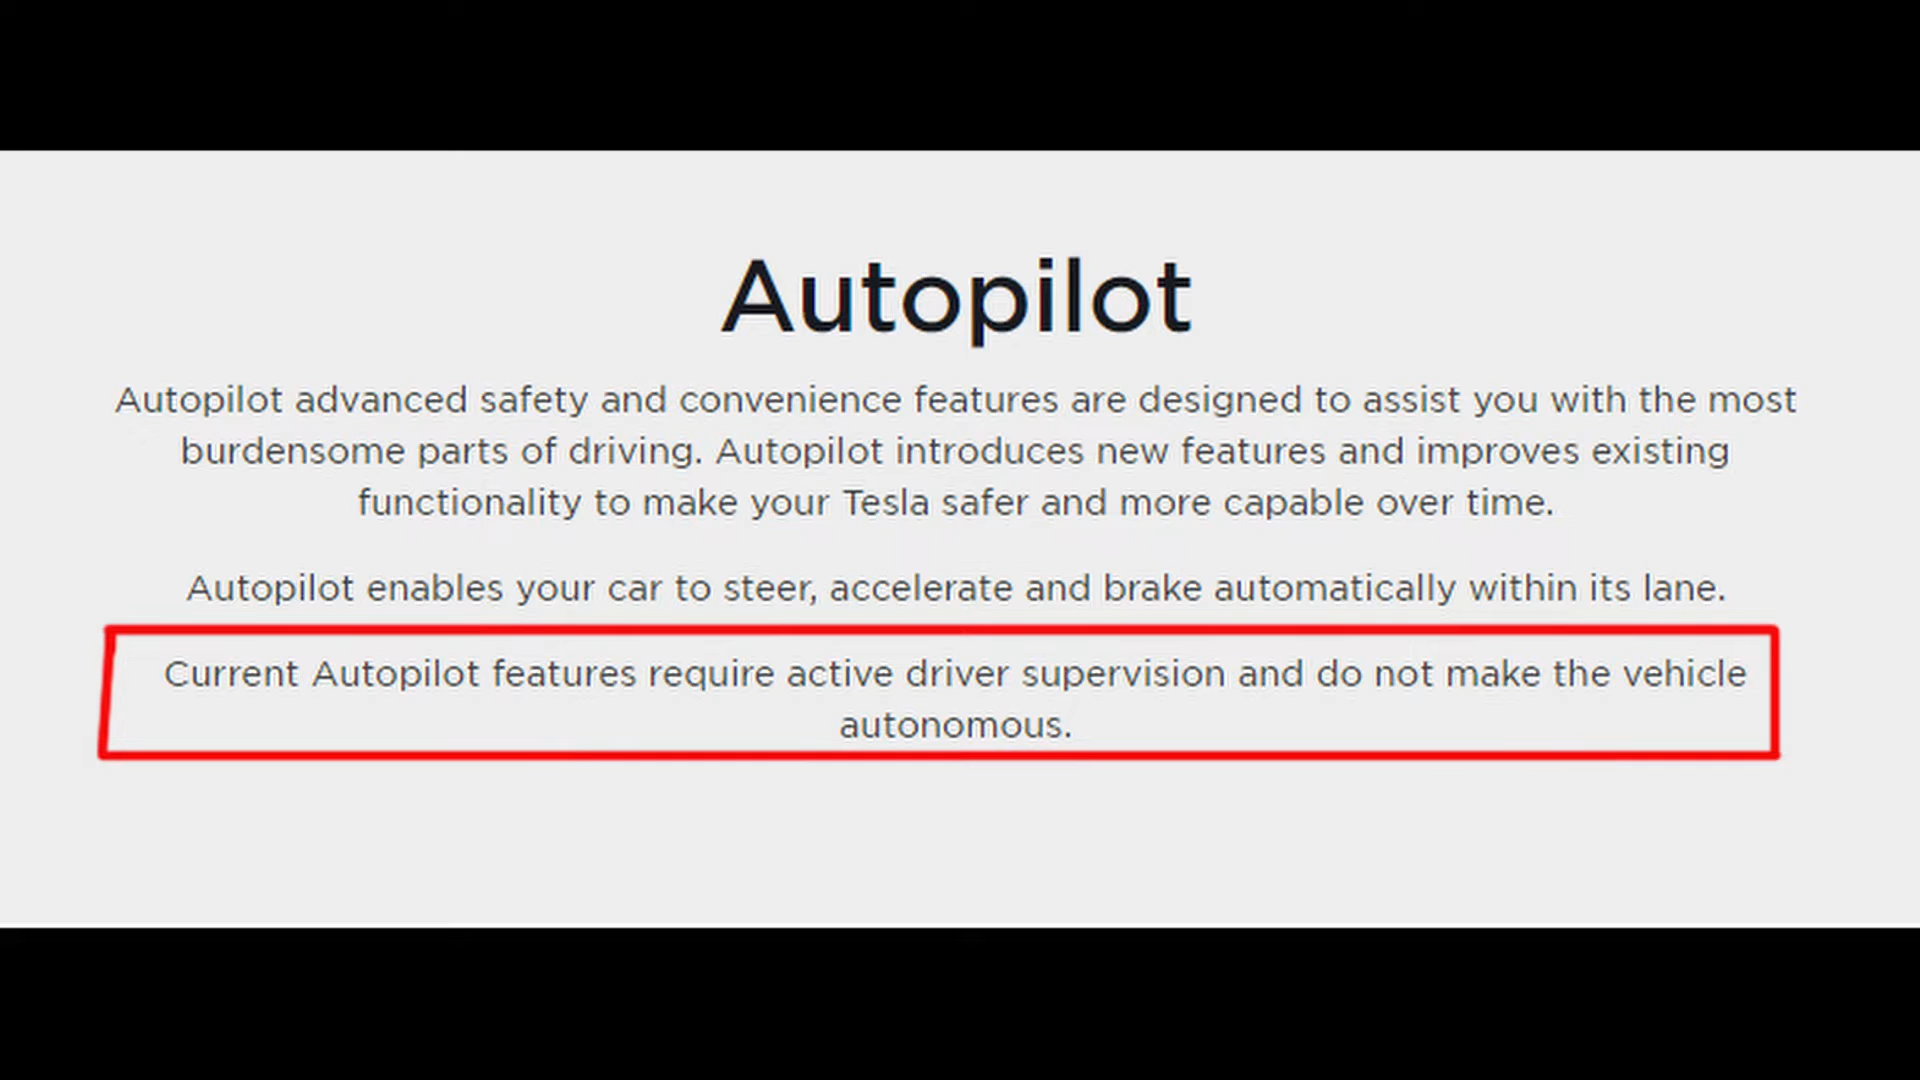 Autopilot
Autopilot advanced safety and convenience features are designed to assist you with the most
burdensome parts of driving. Autopilot introduces new features and improves existing
functionality to make your Tesla safer and more capable over time.
Autopilot enables your car to steer, accelerate and brake automatically within its lane.
Current Autopilot features require active driver supervision and do not make the vehicle
autonomous.